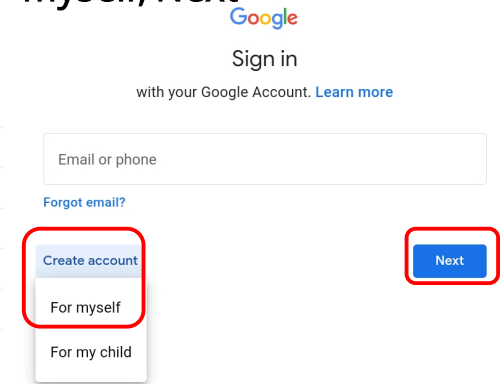 myself, Next
Google
Sign in
with your Google Account. Learn more
Email or phone
Forgot email?
Create account
Next
For myself
For my child